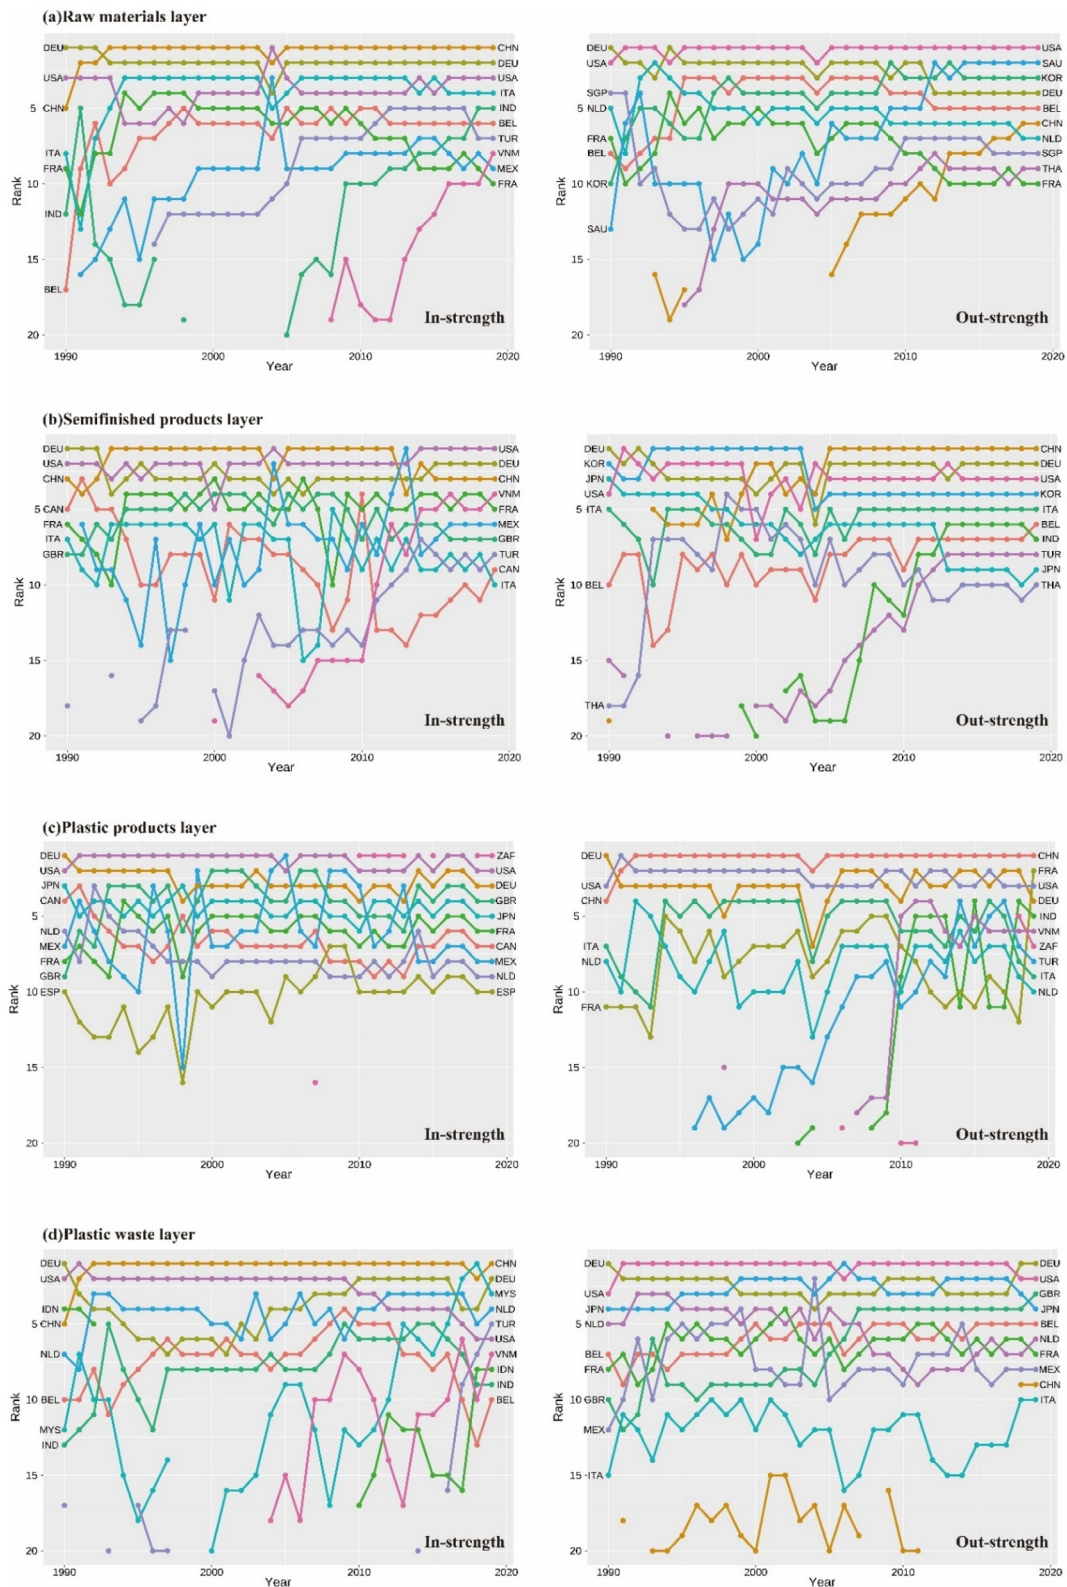 (a)Raw materials layer
DEU
USA
5 CHN
ITA
FRA
10
IND
15
BEL
20
Rank
1990
2000
2010
2020
Year
In-strength
CHN
DEU
USA
ITA
IND
BEL
TUR
VNM
MEX
FRA
DEU
USA
SGP
5 NLD
FRA
BEL
10 KOR
SAU
15
20
Rank
1990
2000
2010
2020
Year
Out-strength
USA
SAU
KOR
DEU
BEL
CHN
NLD
SGP
THA
FRA
(b)Semifinished products layer
DEU
USA
CHN
5 CAN
FRA
ITA
GBR
10
15
20
Rank
1990
2000
2010
2020
Year
In-strength
USA
DEU
CHN
VNM
FRA
MEX
GBR
TUR
CAN
ITA
DEU
KOR
JPN
USA
5 ITA
10 BEL
15
THA
20
Rank
1990
2000
2010
2020
Year
Out-strength
CHN
DEU
USA
KOR
ITA
BEL
IND
TUR
JPN
THA
(c)Plastic products layer
DEU
USA
JPN
CAN
5
NLD
MEX
FRA
GBR
10 ESP
15
20
Rank
1990
2000
2010
2020
Year
In-strength
ZAF
USA
DEU
GBR
JPN
FRA
CAN
MEX
NLD
ESP
DEU
USA
CHN
5
ITA
NLD
10
FRA
15
20
Rank
1990
2000
2010
2020
Year
Out-strength
CHN
FRA
USA
DEU
IND
VNM
ZAF
TUR
ITA
NLD
(d)Plastic waste layer
DEU
USA
IDN
5 CHN
NLD
10 BEL
MYS
IND
15
20
Rank
1990
2000
2010
2020
Year
In-strength
CHN
DEU
MYS
NLD
TUR
USA
VNM
IDN
IND
BEL
DEU
USA
JPN
5 NLD
BEL
FRA
10 GBR
MEX
15 ITA
20
Rank
1990
2000
2010
2020
Year
Out-strength
DEU
USA
GBR
JPN
BEL
NLD
FRA
MEX
CHN
ITA